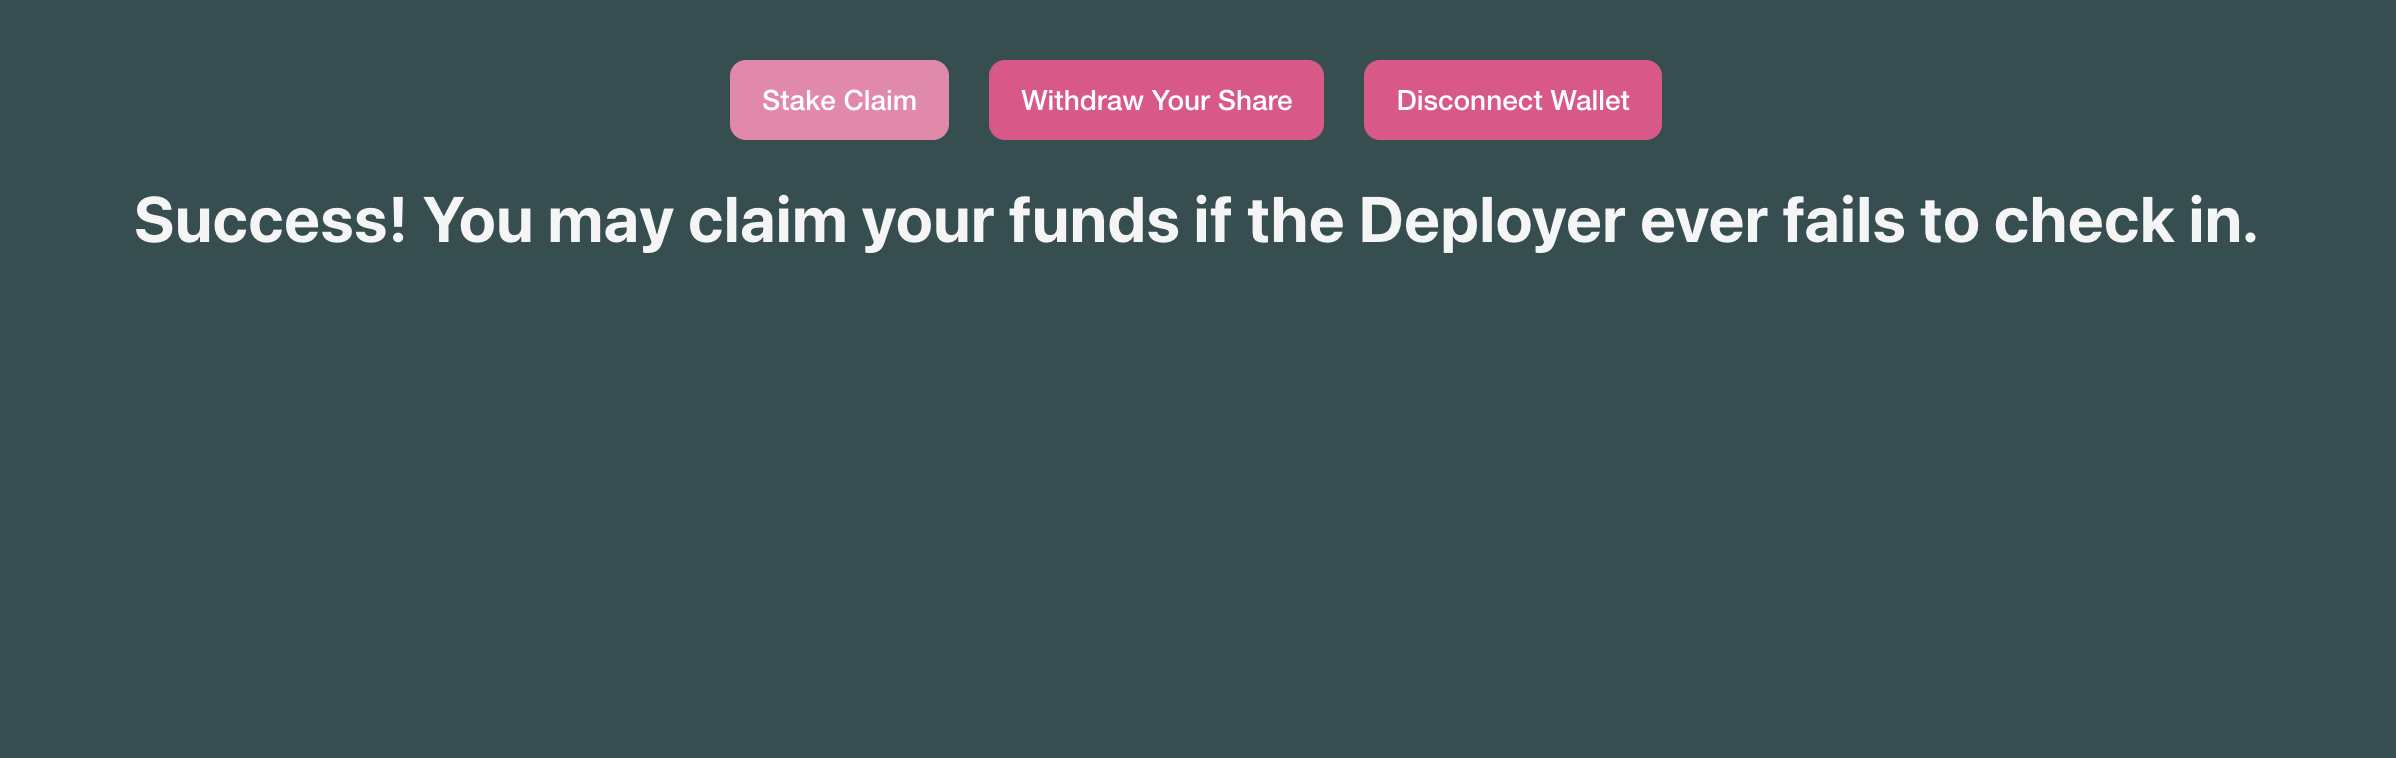 Stake Claim
Withdraw Your Share
Disconnect Wallet
Success! You may claim your funds if the Deployer ever fails to check in.